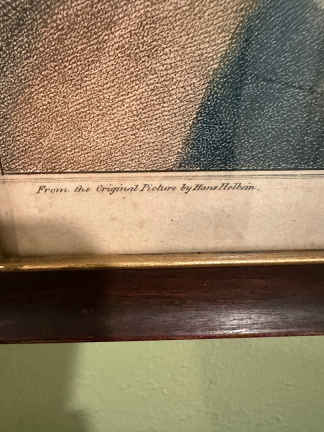 From the Original Picture by Hans Holbein.